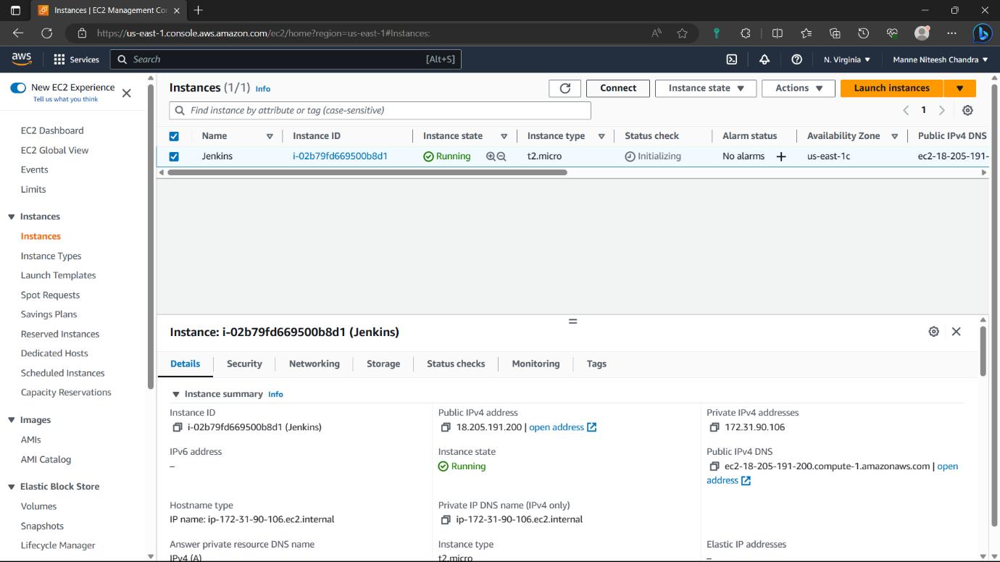 Instances | EC2 Management Con
https://us-east-1.console.aws.amazon.com/ec2/home?region=us-east-1#Instances:
aws
Services
Search
[Alt+S]
N. Virginia
Manne Niteesh Chandra
New EC2 Experience
Tell us what you think
EC2 Dashboard
EC2 Global View
Events
Limits
Instances
Instances
Instance Types
Launch Templates
Spot Requests
Savings Plans
Reserved Instances
Dedicated Hosts
Scheduled Instances
Capacity Reservations
Images
AMIs
AMI Catalog
Elastic Block Store
Volumes
Snapshots
Lifecycle Manager
Instances (1/1) Info
Connect
Instance state
Actions
Launch instances
Find instance by attribute or tag (case-sensitive)
1
Name Instance ID Instance state Instance type Status check Alarm status Availability Zone Public IPv4 DNS
Jenkins i-02b79fd669500b8d1 Running t2.micro Initializing No alarms + us-east-1c ec2-18-205-191-
Instance: i-02b79fd669500b8d1 (Jenkins)
Details Security Networking Storage Status checks Monitoring Tags
Instance summary Info
Instance ID
i-02b79fd669500b8d1 (Jenkins)
Public IPv4 address
18.205.191.200 | open address
Private IPv4 addresses
172.31.90.106
IPv6 address
–
Instance state
Running
Public IPv4 DNS
ec2-18-205-191-200.compute-1.amazonaws.com | open
address
Hostname type
IP name: ip-172-31-90-106.ec2.internal
Private IP DNS name (IPv4 only)
ip-172-31-90-106.ec2.internal
Answer private resource DNS name
IPv4 (A)
Instance type
t2.micro
Elastic IP addresses
–